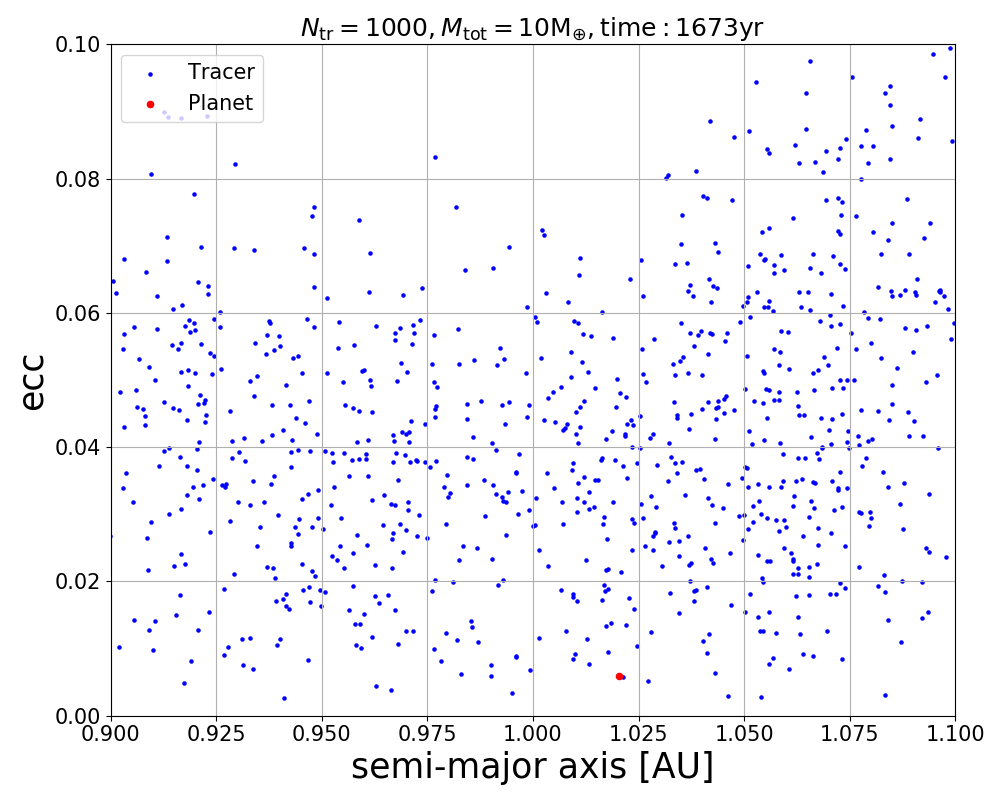 N_tr = 1000, M_tot = 10M_⊕, time : 1673yr
Tracer
Planet
0.10
0.08
0.06
0.04
0.02
0.00
ecc
0.900 0.925 0.950 0.975 1.000 1.025 1.050 1.075 1.100
semi-major axis [AU]